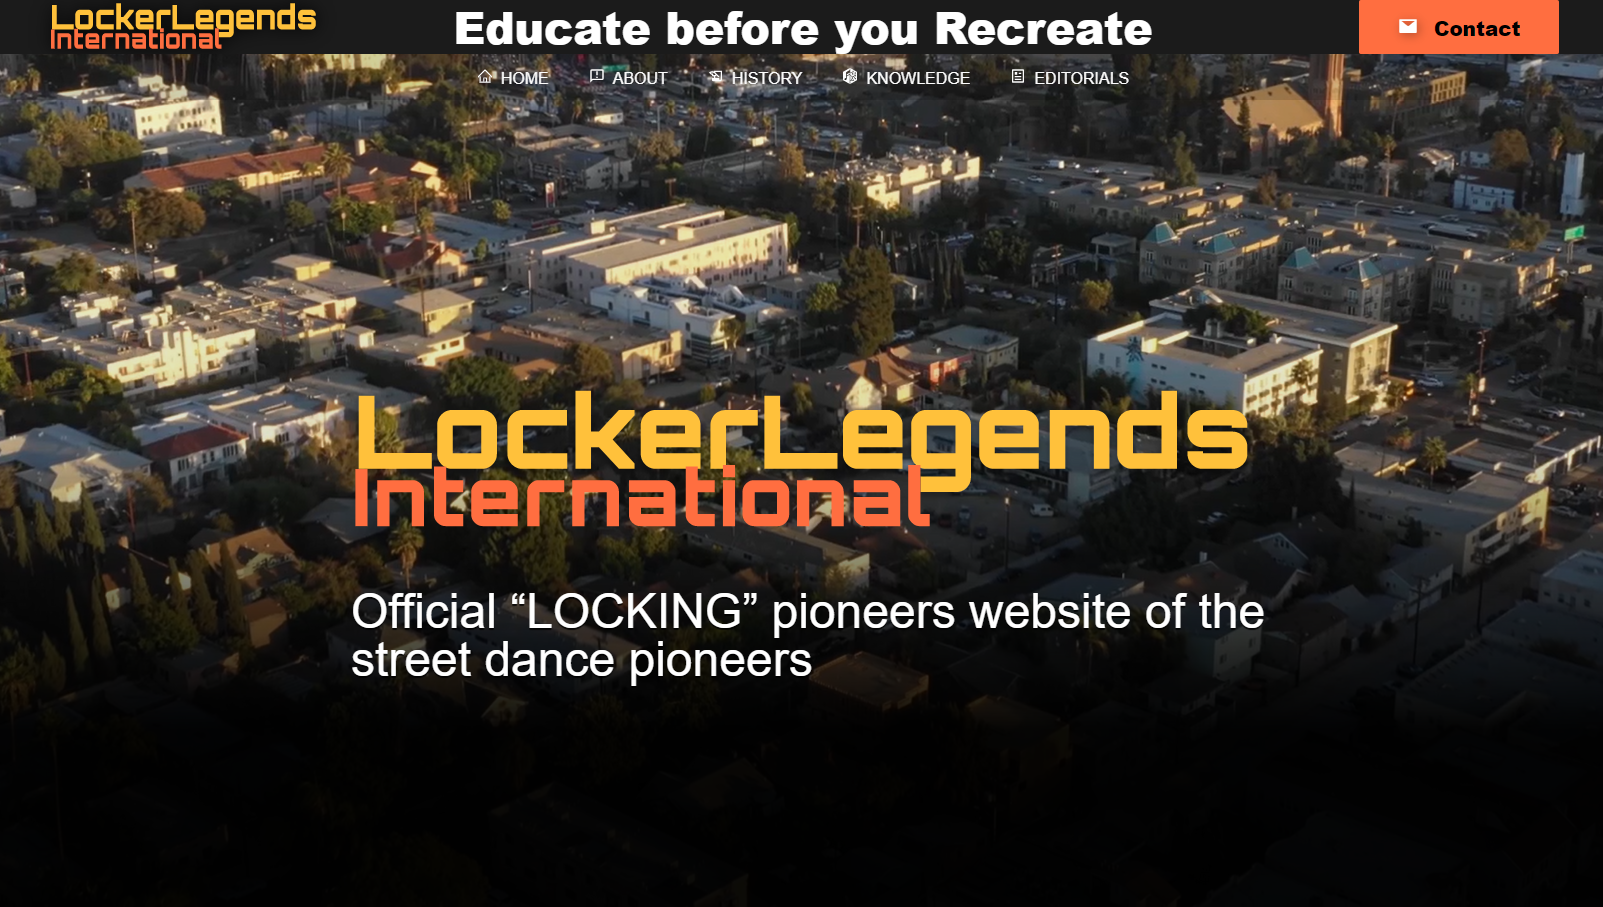 LockerLegends
International
Educate before you Recreate
Contact
HOME ABOUT HISTORY KNOWLEDGE EDITORIALS
LockerLegends
International
Official “LOCKING” pioneers website of the
street dance pioneers